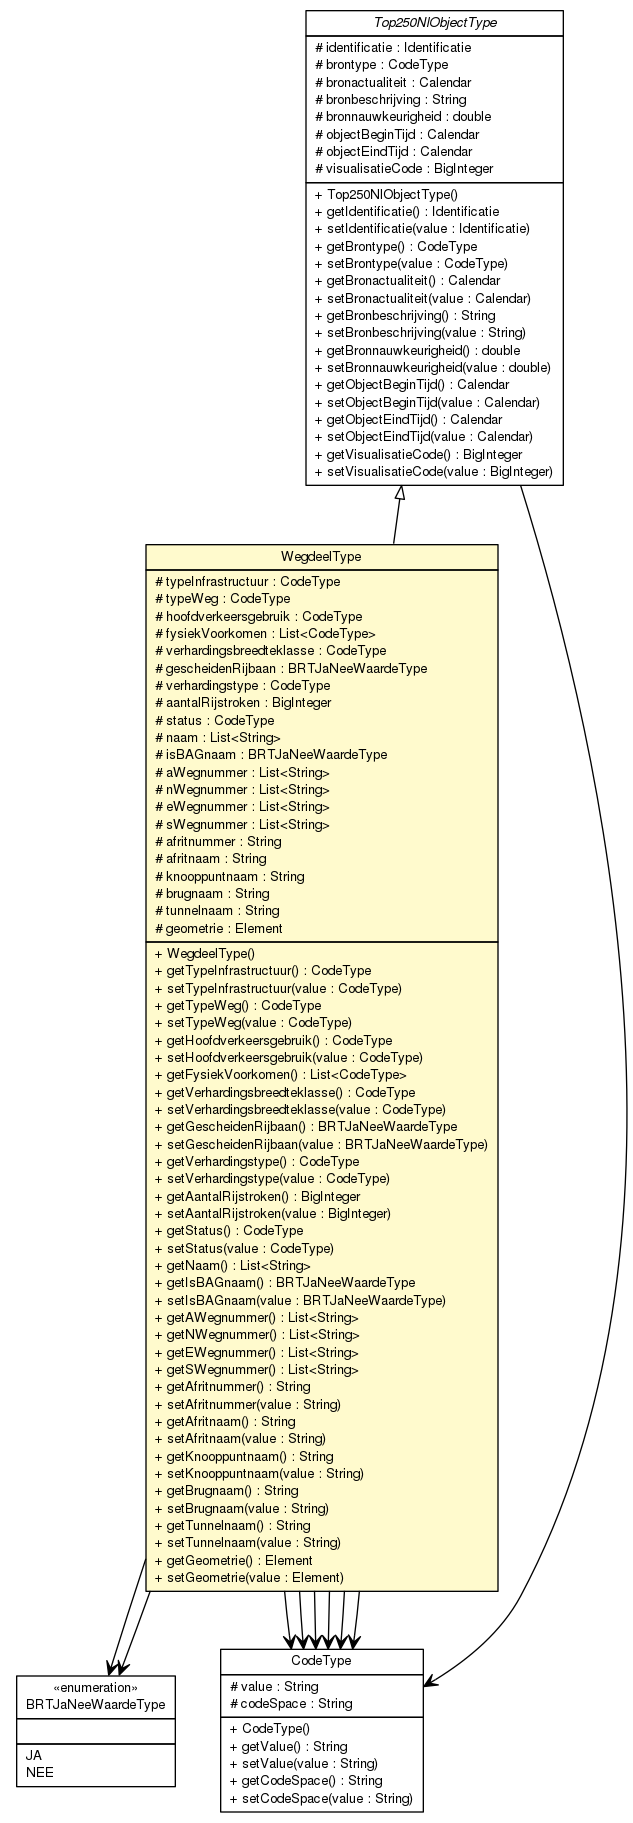 Top250NlObjectType
# identificatie : Identificatie
# brontype : CodeType
# bronactualiteit : Calendar
# bronbeschrijving : String
# bronnauwkeurigheid : double
# objectBeginTijd : Calendar
# objectEindTijd : Calendar
# visualisatieCode : BigInteger
+ Top250NlObjectType()
+ getIdentificatie() : Identificatie
+ setIdentificatie(value : Identificatie)
+ getBrontype() : CodeType
+ setBrontype(value : CodeType)
+ getBronactualiteit() : Calendar
+ setBronactualiteit(value : Calendar)
+ getBronbeschrijving() : String
+ setBronbeschrijving(value : String)
+ getBronnauwkeurigheid() : double
+ setBronnauwkeurigheid(value : double)
+ getObjectBeginTijd() : Calendar
+ setObjectBeginTijd(value : Calendar)
+ getObjectEindTijd() : Calendar
+ setObjectEindTijd(value : Calendar)
+ getVisualisatieCode() : BigInteger
+ setVisualisatieCode(value : BigInteger)
WegdeelType
# typeInfrastructuur : CodeType
# typeWeg : CodeType
# hoofdverkeersgebruik : CodeType
# fysiekVoorkomen : List<CodeType>
# verhardingsbreedteklasse : CodeType
# gescheidenRijbaan : BRTJaNeeWaardeType
# verhardingstype : CodeType
# aantalRijstroken : BigInteger
# status : CodeType
# naam : List<String>
# isBAGnaam : BRTJaNeeWaardeType
# aWegnummer : List<String>
# nWegnummer : List<String>
# eWegnummer : List<String>
# sWegnummer : List<String>
# afritnummer : String
# afritnaam : String
# knooppuntnaam : String
# brugnaam : String
# tunnelnaam : String
# geometrie : Element
+ WegdeelType()
+ getTypeInfrastructuur() : CodeType
+ setTypeInfrastructuur(value : CodeType)
+ getTypeWeg() : CodeType
+ setTypeWeg(value : CodeType)
+ getHoofdverkeersgebruik() : CodeType
+ setHoofdverkeersgebruik(value : CodeType)
+ getFysiekVoorkomen() : List<CodeType>
+ getVerhardingsbreedteklasse() : CodeType
+ setVerhardingsbreedteklasse(value : CodeType)
+ getGescheidenRijbaan() : BRTJaNeeWaardeType
+ setGescheidenRijbaan(value : BRTJaNeeWaardeType)
+ getVerhardingstype() : CodeType
+ setVerhardingstype(value : CodeType)
+ getAantalRijstroken() : BigInteger
+ setAantalRijstroken(value : BigInteger)
+ getStatus() : CodeType
+ setStatus(value : CodeType)
+ getNaam() : List<String>
+ getIsBAGnaam() : BRTJaNeeWaardeType
+ setIsBAGnaam(value : BRTJaNeeWaardeType)
+ getAWegnummer() : List<String>
+ getNWegnummer() : List<String>
+ getEWegnummer() : List<String>
+ getSWegnummer() : List<String>
+ getAfritnummer() : String
+ setAfritnummer(value : String)
+ getAfritnaam() : String
+ setAfritnaam(value : String)
+ getKnooppuntnaam() : String
+ setKnooppuntnaam(value : String)
+ getBrugnaam() : String
+ setBrugnaam(value : String)
+ getTunnelnaam() : String
+ setTunnelnaam(value : String)
+ getGeometrie() : Element
+ setGeometrie(value : Element)
«enumeration»
BRTJaNeeWaardeType
JA
NEE
CodeType
# value : String
# codeSpace : String
+ CodeType()
+ getValue() : String
+ setValue(value : String)
+ getCodeSpace() : String
+ setCodeSpace(value : String)